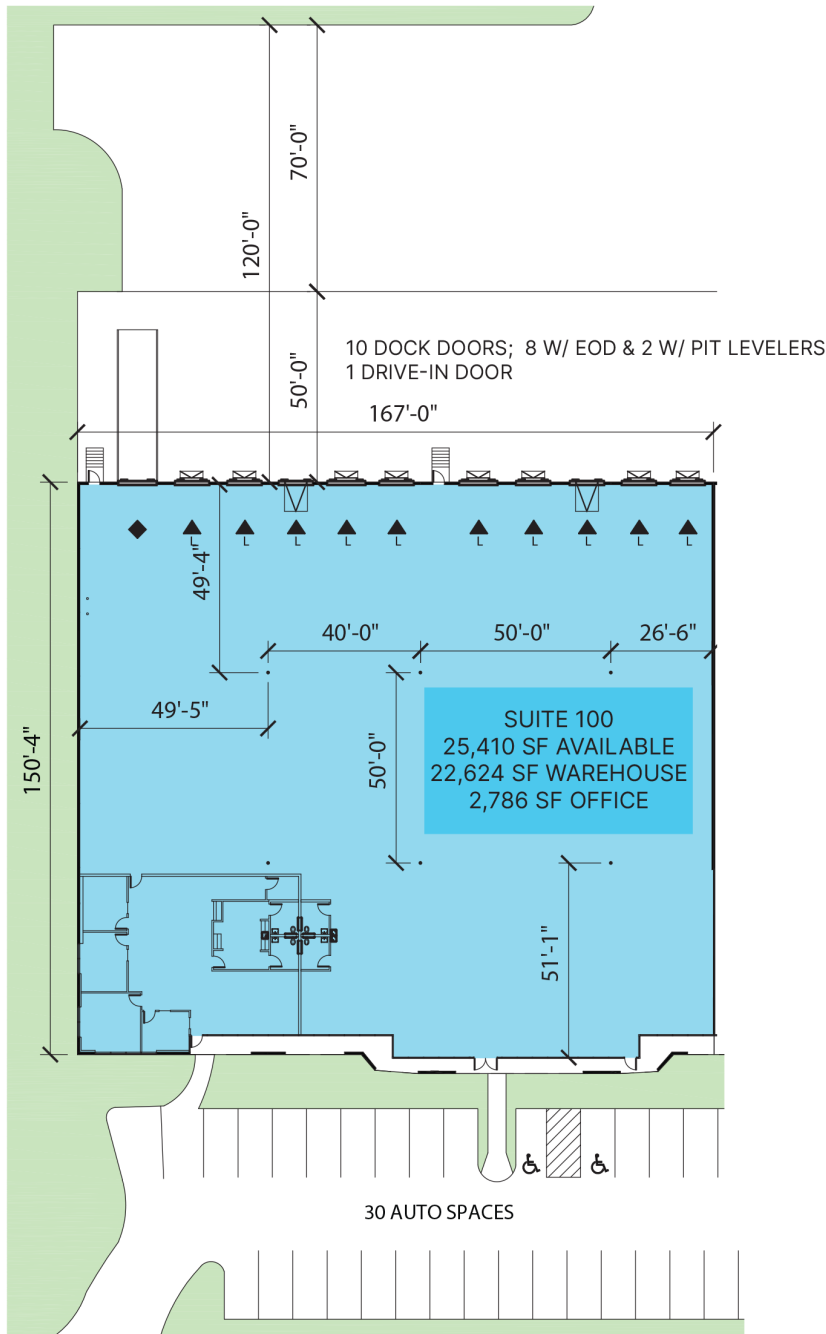 70'-0"
120'-0"
10 DOCK DOORS; 8 W/ EOD & 2 W/ PIT LEVELERS
1 DRIVE-IN DOOR
50'-0"
167'-0"
L L L L L L L L L L
49'-4"
40'-0" 50'-0" 26'-6"
49'-5"
SUITE 100
25,410 SF AVAILABLE
22,624 SF WAREHOUSE
2,786 SF OFFICE
50'-0"
150'-4"
51'-1"
30 AUTO SPACES